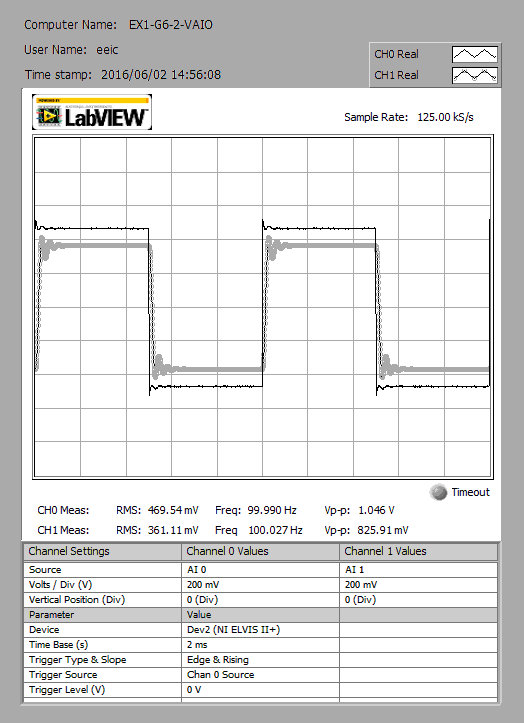 Computer Name: EX1-G6-2-VAIO
User Name: eeic
Time stamp: 2016/06/02 14:56:08
CH0 Real
CH1 Real
POWERED BY
LabVIEW™
Sample Rate: 125.00 kS/s
Timeout
CH0 Meas: RMS: 469.54 mV Freq: 99.990 Hz Vp-p: 1.046 V
CH1 Meas: RMS: 361.11 mV Freq 100.027 Hz Vp-p: 825.91 mV
Channel Settings Channel 0 Values Channel 1 Values
Source AI 0 AI 1
Volts / Div (V) 200 mV 200 mV
Vertical Position (Div) 0 (Div) 0 (Div)
Parameter Value
Device Dev2 (NI ELVIS II+)
Time Base (s) 2 ms
Trigger Type & Slope Edge & Rising
Trigger Source Chan 0 Source
Trigger Level (V) 0 V